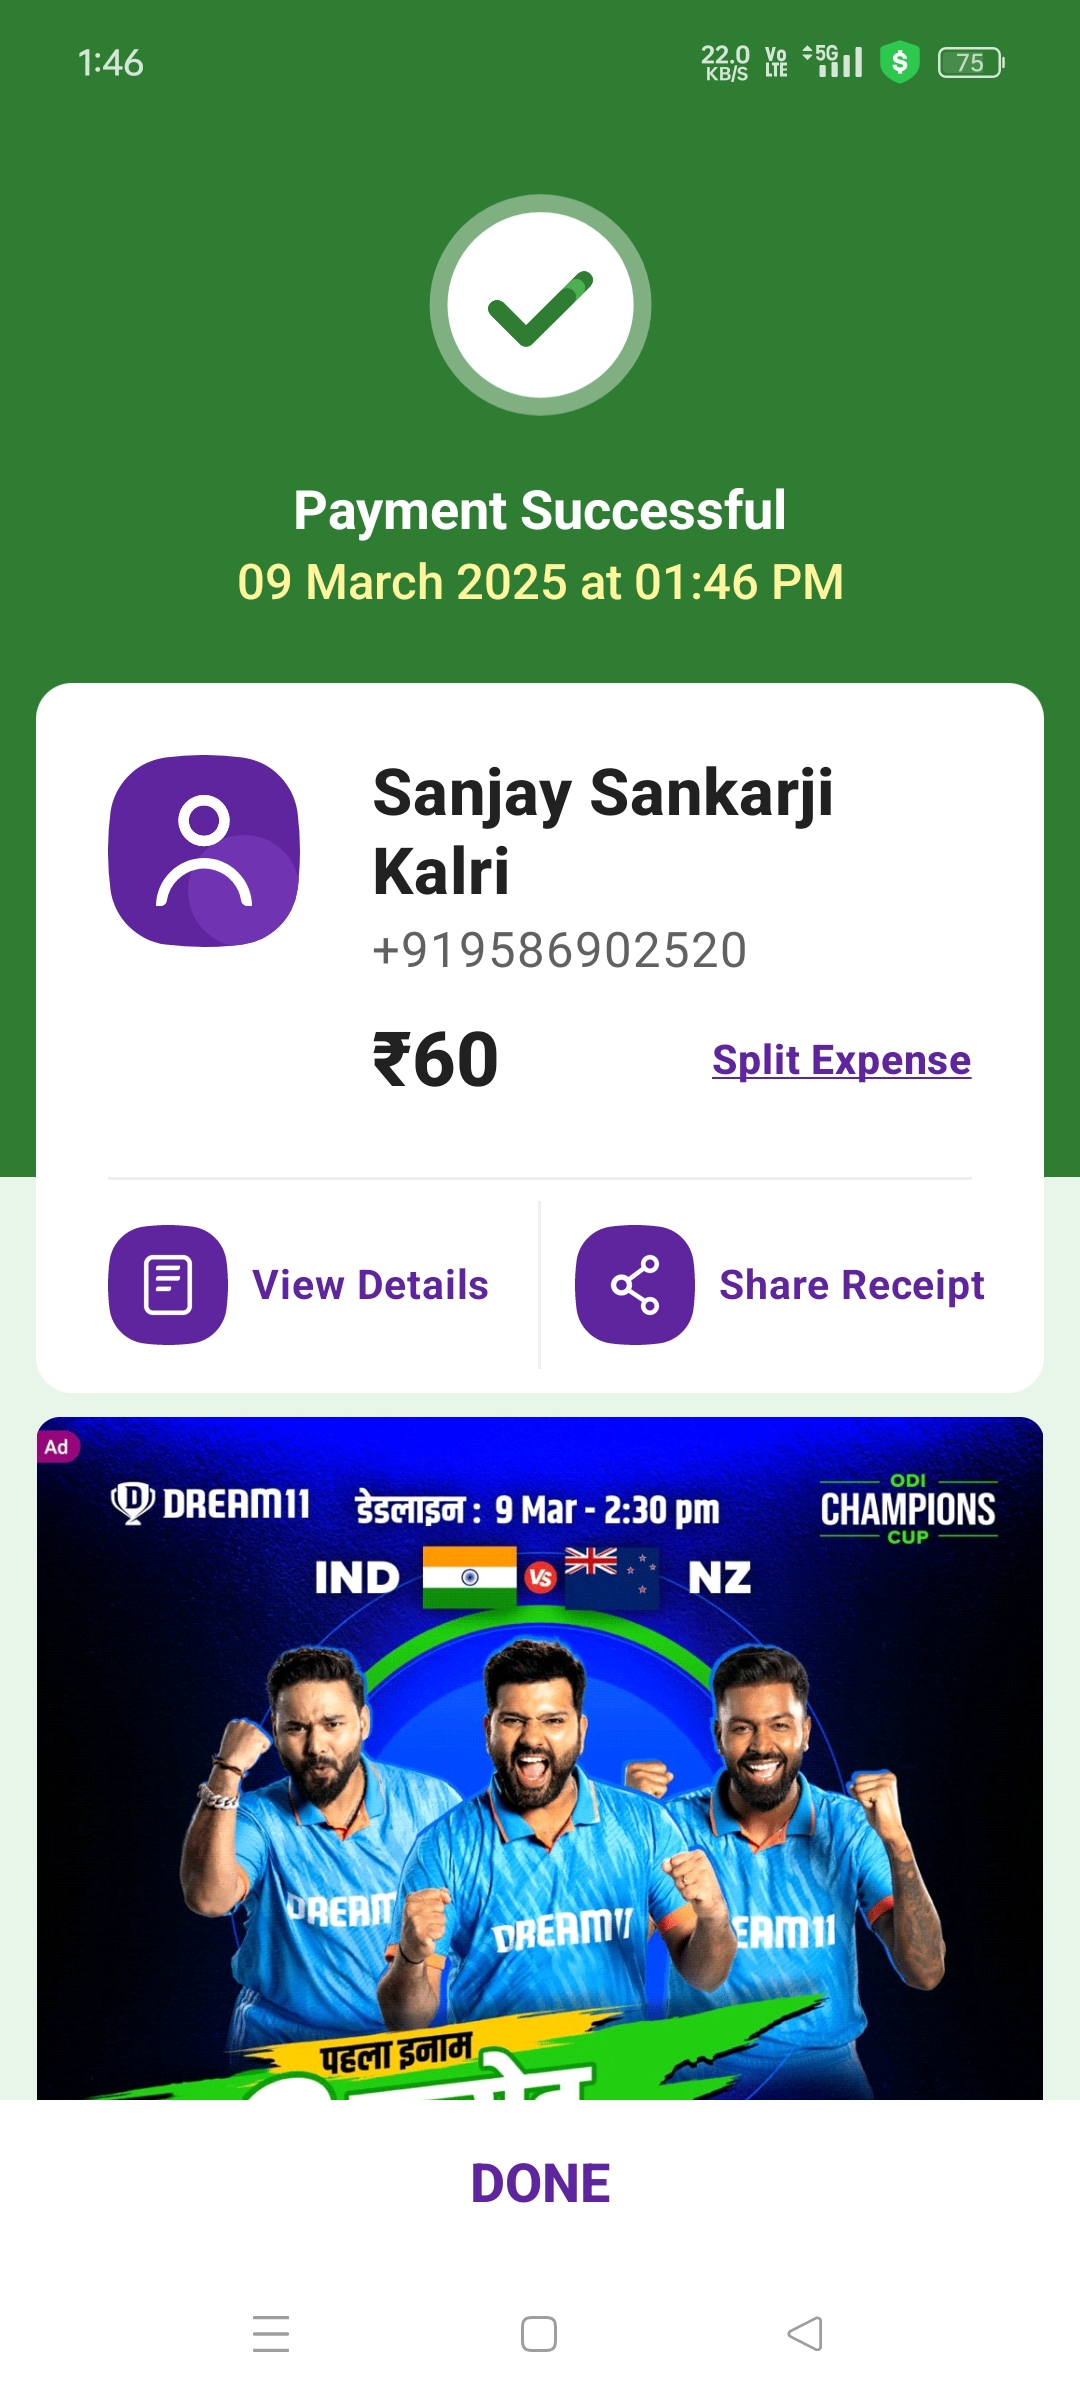 1:46
22.0 KB/S
Vo LTE
5G
$
75
Payment Successful
09 March 2025 at 01:46 PM
Sanjay Sankarji
Kalri
+919586902520
₹60
Split Expense
View Details
Share Receipt
Ad
DREAM11
डेडलाइन : 9 Mar - 2:30 pm
ODI
CHAMPIONS
CUP
IND
VS
NZ
DREAM
DREAM11
EAM11
पहला इनाम
DONE